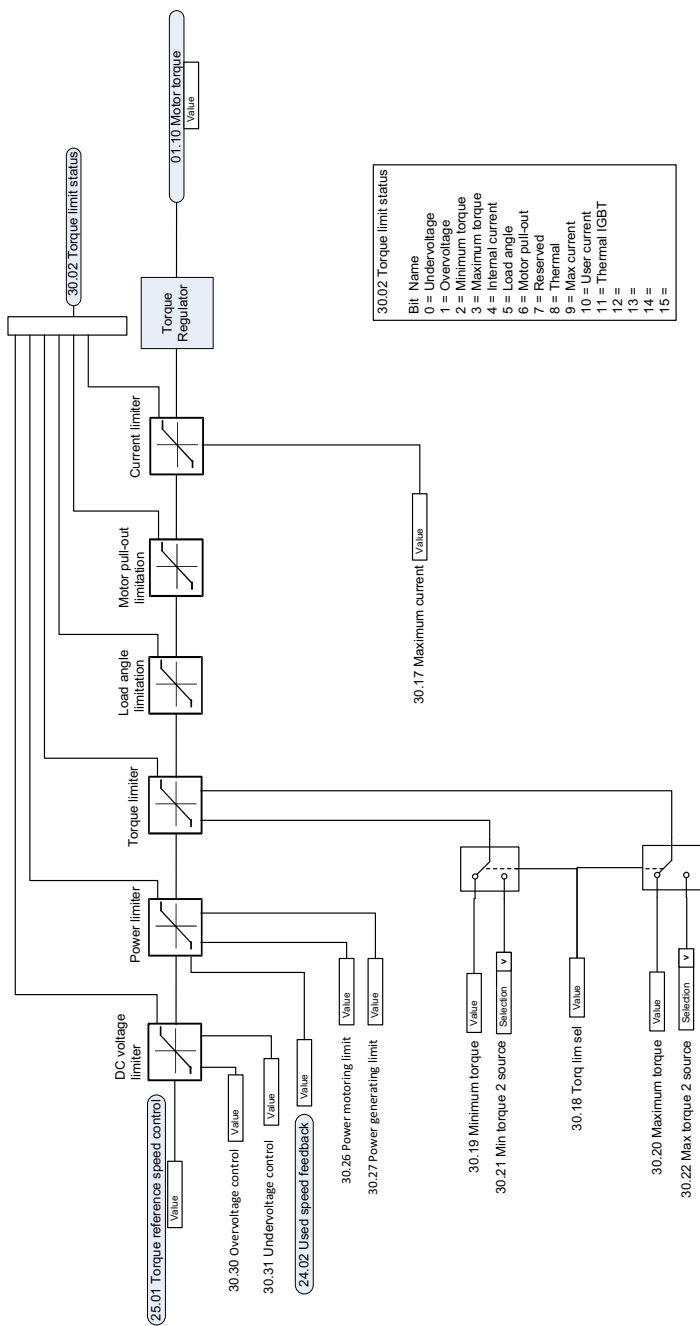 30.02 Torque limit status
DC voltage
limiter
Power limiter
Torque limiter
Load angle
limitation
Motor pull-out
limitation
Current limiter
Torque
Regulator
01.10 Motor torque
Value
25.01 Torque reference speed control
Value
30.30 Overvoltage control
Value
30.31 Undervoltage control
Value
24.02 Used speed feedback
Value
30.26 Power motoring limit
Value
30.27 Power generating limit
Value
30.17 Maximum current
Value
30.19 Minimum torque
Value
30.21 Min torque 2 source
Selection
v
30.18 Torq lim sel
Value
30.20 Maximum torque
Value
30.22 Max torque 2 source
Selection
v
30.02 Torque limit status
Bit Name
0 = Undervoltage
1 = Overvoltage
2 = Minimum torque
3 = Maximum torque
4 = Internal current
5 = Load angle
6 = Motor pull-out
7 = Reserved
8 = Thermal
9 = Max current
10 = User current
11 = Thermal IGBT
12 =
13 =
14 =
15 =